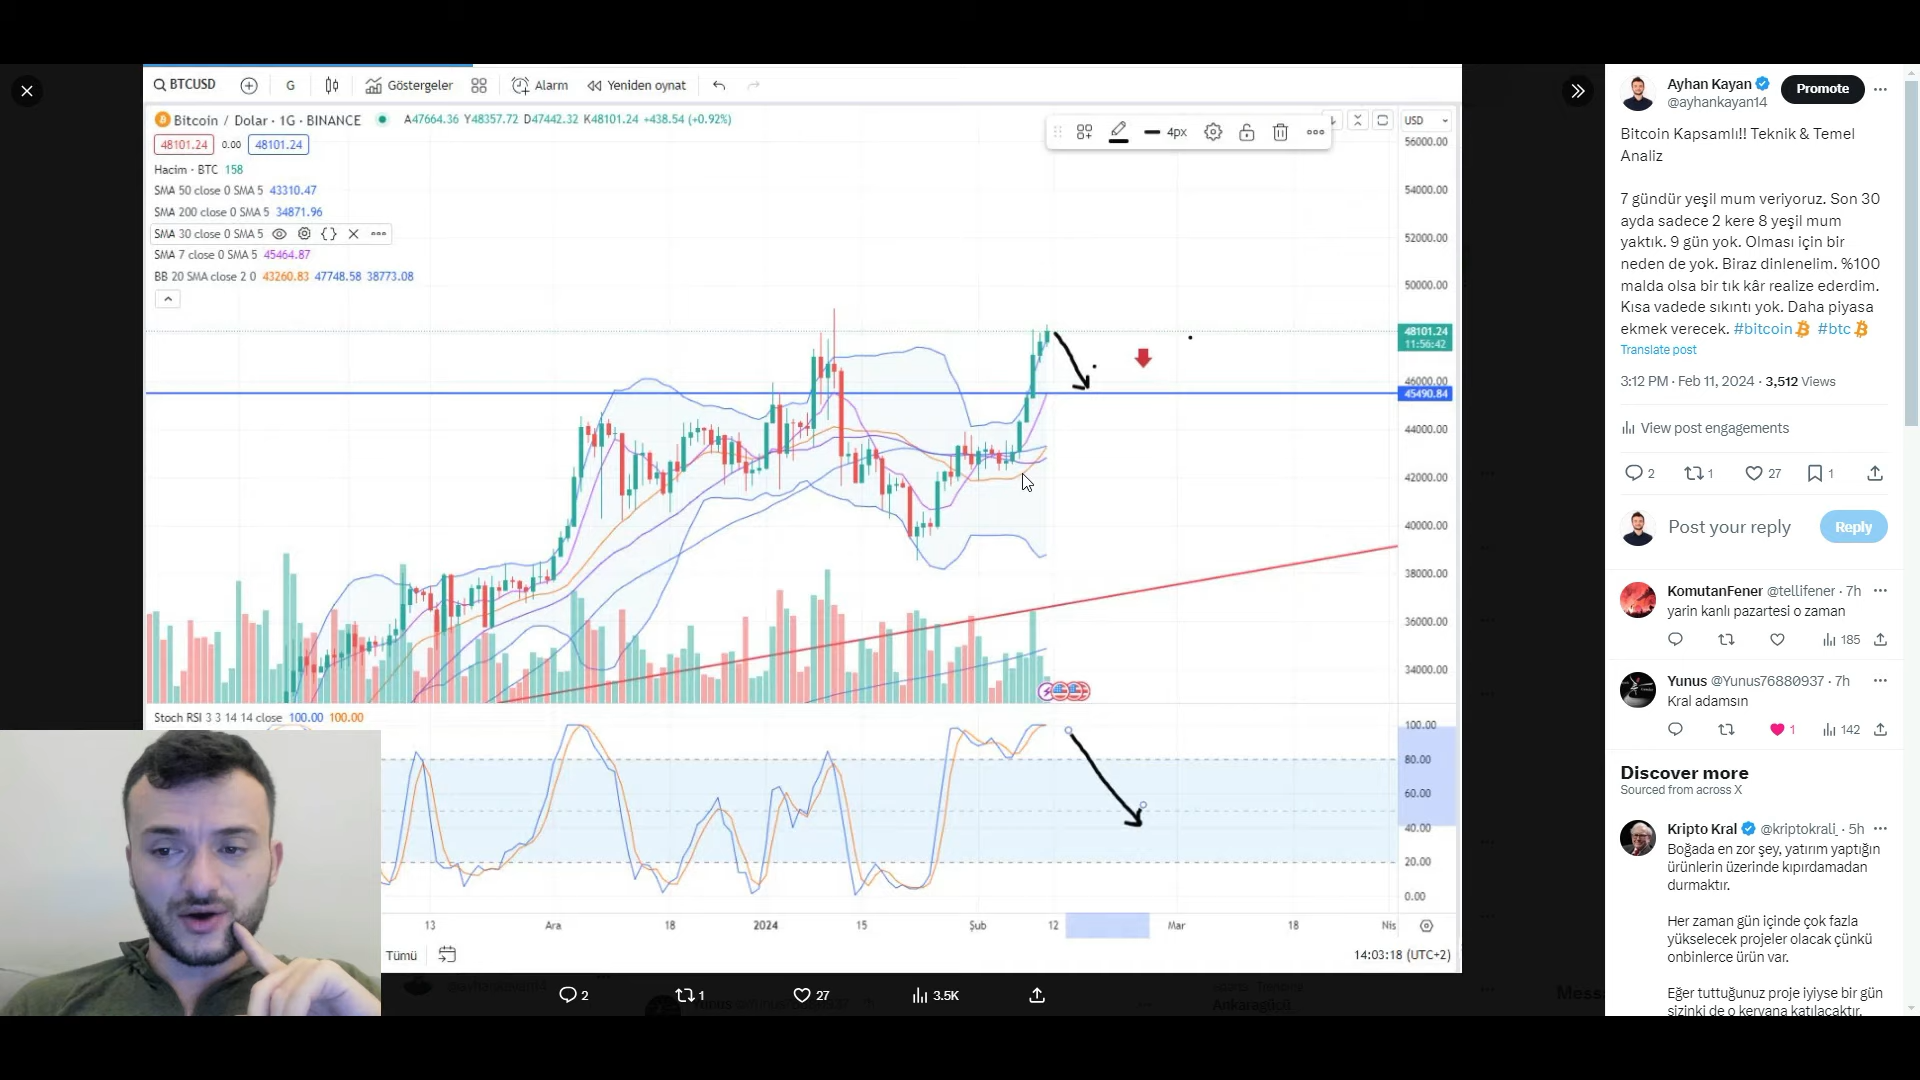 BTCUSD
G
Göstergeler
Alarm
Yeniden oynat
Bitcoin / Dolar · 1G · BINANCE
A47664.36 Y48357.72 D47442.32 K48101.24 +438.54 (+0.92%)
48101.24
0.00
48101.24
Hacim · BTC 158
SMA 50 close 0 SMA 5 43310.47
SMA 200 close 0 SMA 5 34871.96
SMA 30 close 0 SMA 5
SMA 7 close 0 SMA 5 45464.87
BB 20 SMA close 2 0 43260.83 47748.58 38773.08
4px
USD
56000.00
54000.00
52000.00
50000.00
48101.24
11:56:42
46000.00
45490.84
44000.00
42000.00
40000.00
38000.00
36000.00
34000.00
Stoch RSI 3 3 14 14 close 100.00 100.00
100.00
80.00
60.00
40.00
20.00
0.00
13
Ara
18
2024
15
Şub
12
Mar
18
Nis
Tümü
14:03:18 (UTC+2)
2
1
27
3.5K
Ankaragücü
Ayhan Kayan
@ayhankayan14
Promote
Bitcoin Kapsamlı!! Teknik & Temel
Analiz
7 gündür yeşil mum veriyoruz. Son 30
ayda sadece 2 kere 8 yeşil mum
yaktık. 9 gün yok. Olması için bir
neden de yok. Biraz dinlenelim. %100
malda olsa bir tık kâr realize ederdim.
Kısa vadede sıkıntı yok. Daha piyasa
ekmek verecek. #bitcoin #btc
Translate post
3:12 PM · Feb 11, 2024 · 3,512 Views
View post engagements
2
1
27
1
Post your reply
Reply
KomutanFener @tellifener · 7h
yarin kanlı pazartesi o zaman
185
Yunus @Yunus76880937 · 7h
Kral adamsın
1
142
Discover more
Sourced from across X
Kripto Kral @kriptokrali_ · 5h
Boğada en zor şey, yatırım yaptığın
ürünlerin üzerinde kıpırdamadan
durmaktır.
Her zaman gün içinde çok fazla
yükselecek projeler olacak çünkü
onbinlerce ürün var.
Eğer tuttuğunuz proje iyiyse bir gün
sizinki de o kervana katılacaktır.